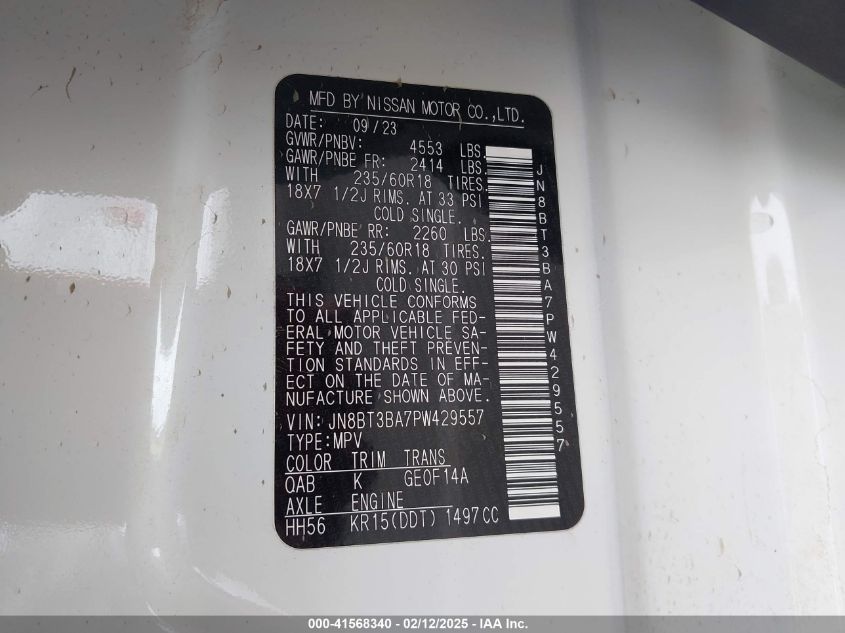 MFD BY NISSAN MOTOR CO.,LTD.
DATE: 09/23
GVWR/PNBV: 4553 LBS.
GAWR/PNBE FR: 2414 LBS.
WITH 235/60R18 TIRES.
18X7 1/2J RIMS. AT 33 PSI
COLD SINGLE.
GAWR/PNBE RR: 2260 LBS.
WITH 235/60R18 TIRES.
18X7 1/2J RIMS. AT 30 PSI
COLD SINGLE.
THIS VEHICLE CONFORMS
TO ALL APPLICABLE FED-
ERAL MOTOR VEHICLE SA-
FETY AND THEFT PREVEN-
TION STANDARDS IN EFF-
ECT ON THE DATE OF MA-
NUFACTURE SHOWN ABOVE.
VIN: JN8BT3BA7PW429557
TYPE:MPV
COLOR TRIM TRANS
QAB K GE0F14A
AXLE ENGINE
HH56 KR15(DDT) 1497CC
JN8BT3BA7PW429557
000-41568340 - 02/12/2025 - IAA Inc.